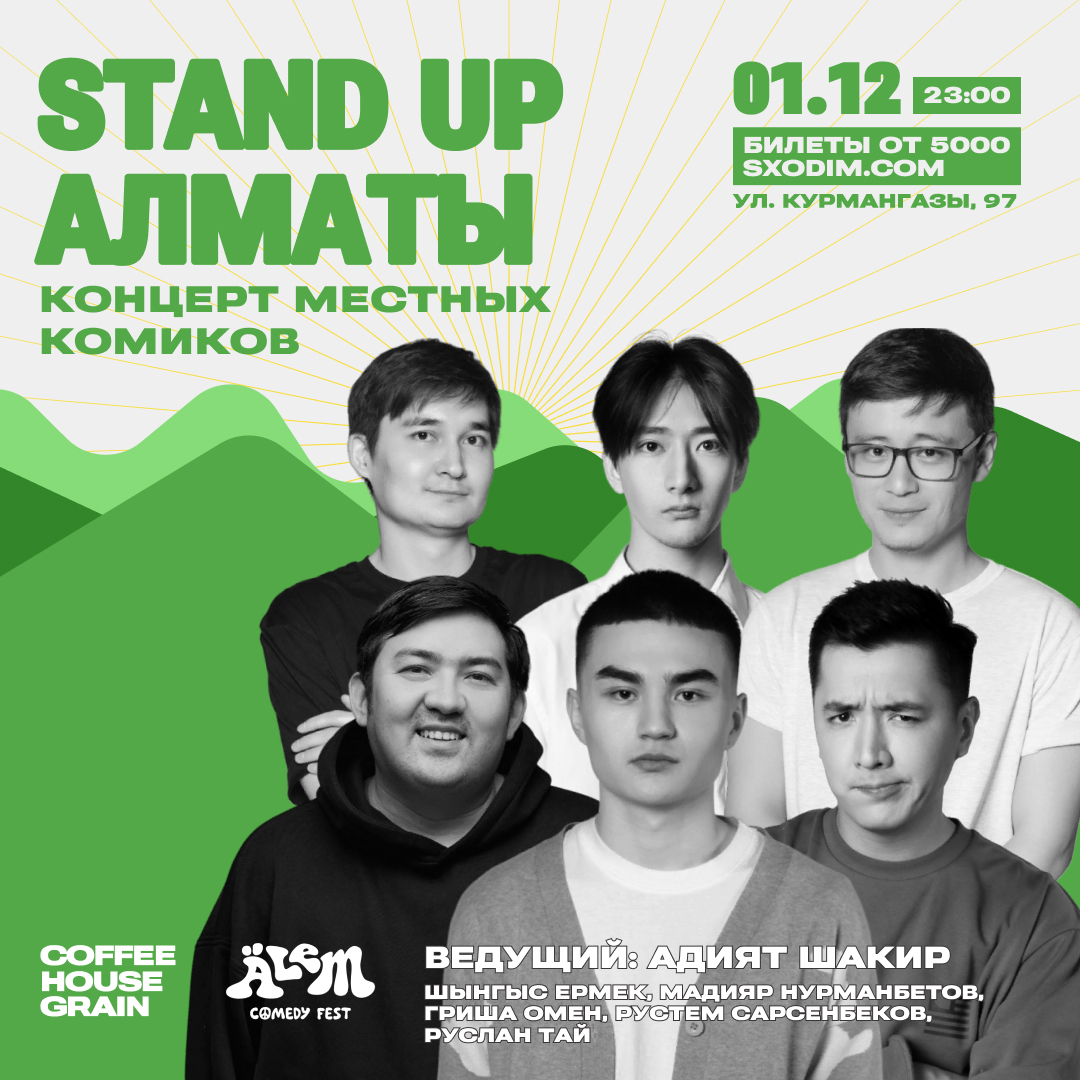 STAND UP
АЛМАТЫ
КОНЦЕРТ МЕСТНЫХ
КОМИКОВ
01.12 23:00
БИЛЕТЫ ОТ 5000
SXODIM.COM
УЛ. КУРМАНГАЗЫ, 97
COFFEE
HOUSE
GRAIN
ÄLEM
COMEDY FEST
ВЕДУЩИЙ: АДИЯТ ШАКИР
ШЫНГЫС ЕРМЕК, МАДИЯР НУРМАНБЕТОВ,
ГРИША ОМЕН, РУСТЕМ САРСЕНБЕКОВ,
РУСЛАН ТАЙ